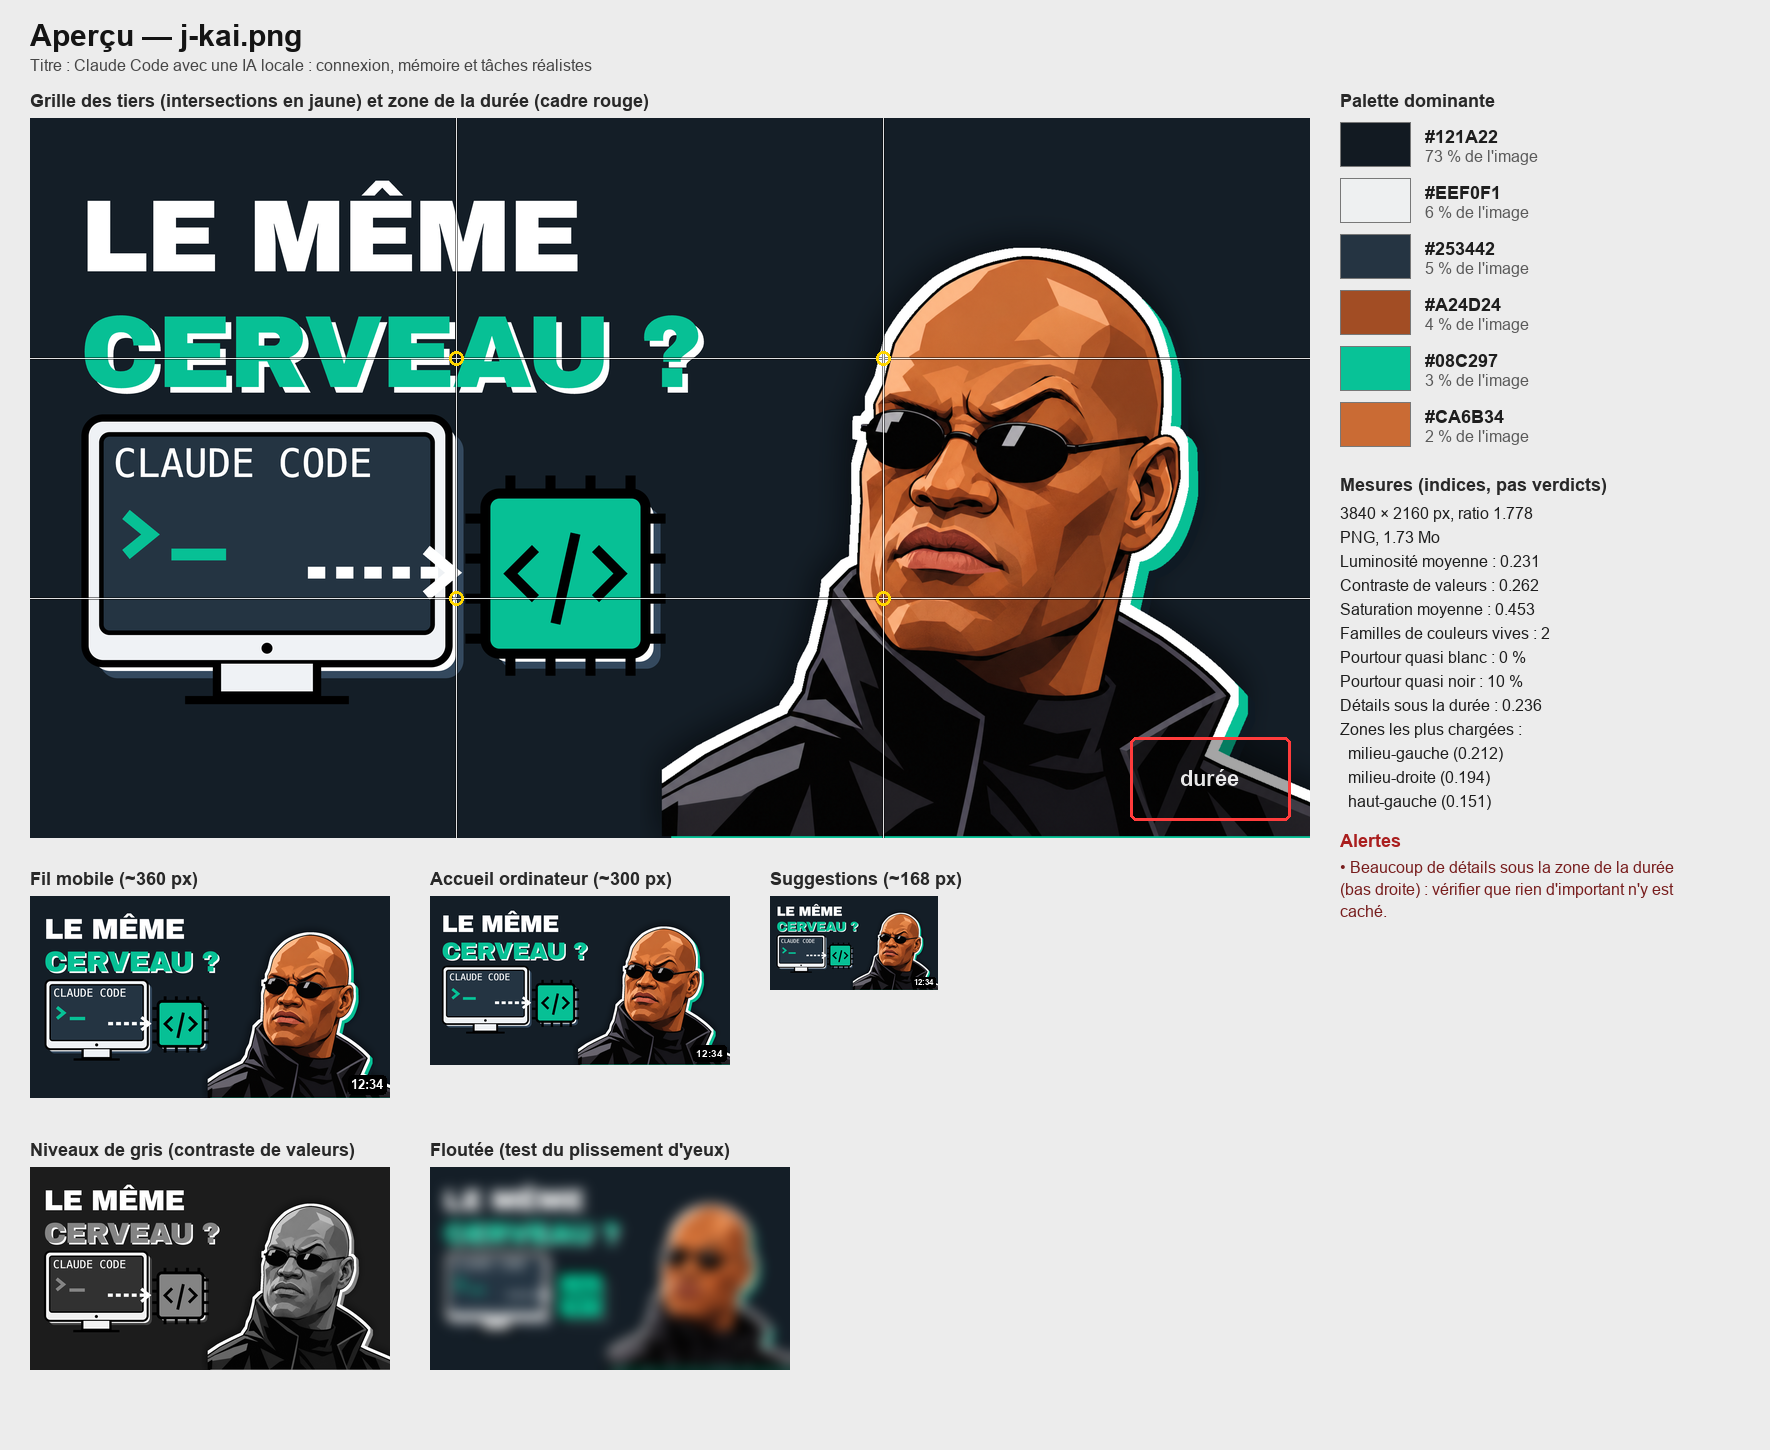 Aperçu — j-kai.png
Titre : Claude Code avec une IA locale : connexion, mémoire et tâches réalistes
Grille des tiers (intersections en jaune) et zone de la durée (cadre rouge)
LE MÊME
CERVEAU ?
CLAUDE CODE
>_
</>
durée
Palette dominante
#121A22
73 % de l'image
#EEF0F1
6 % de l'image
#253442
5 % de l'image
#A24D24
4 % de l'image
#08C297
3 % de l'image
#CA6B34
2 % de l'image
Mesures (indices, pas verdicts)
3840 × 2160 px, ratio 1.778
PNG, 1.73 Mo
Luminosité moyenne : 0.231
Contraste de valeurs : 0.262
Saturation moyenne : 0.453
Familles de couleurs vives : 2
Pourtour quasi blanc : 0 %
Pourtour quasi noir : 10 %
Détails sous la durée : 0.236
Zones les plus chargées :
milieu-gauche (0.212)
milieu-droite (0.194)
haut-gauche (0.151)
Alertes
• Beaucoup de détails sous la zone de la durée
(bas droite) : vérifier que rien d'important n'y est
caché.
Fil mobile (~360 px)
LE MÊME
CERVEAU ?
CLAUDE CODE
>_
</>
12:34
Accueil ordinateur (~300 px)
LE MÊME
CERVEAU ?
CLAUDE CODE
>_
</>
12:34
Suggestions (~168 px)
LE MÊME
CERVEAU ?
CLAUDE CODE
>_
</>
12:34
Niveaux de gris (contraste de valeurs)
LE MÊME
CERVEAU ?
CLAUDE CODE
>_
</>
Floutée (test du plissement d'yeux)
LE MÊME
CERVEAU ?